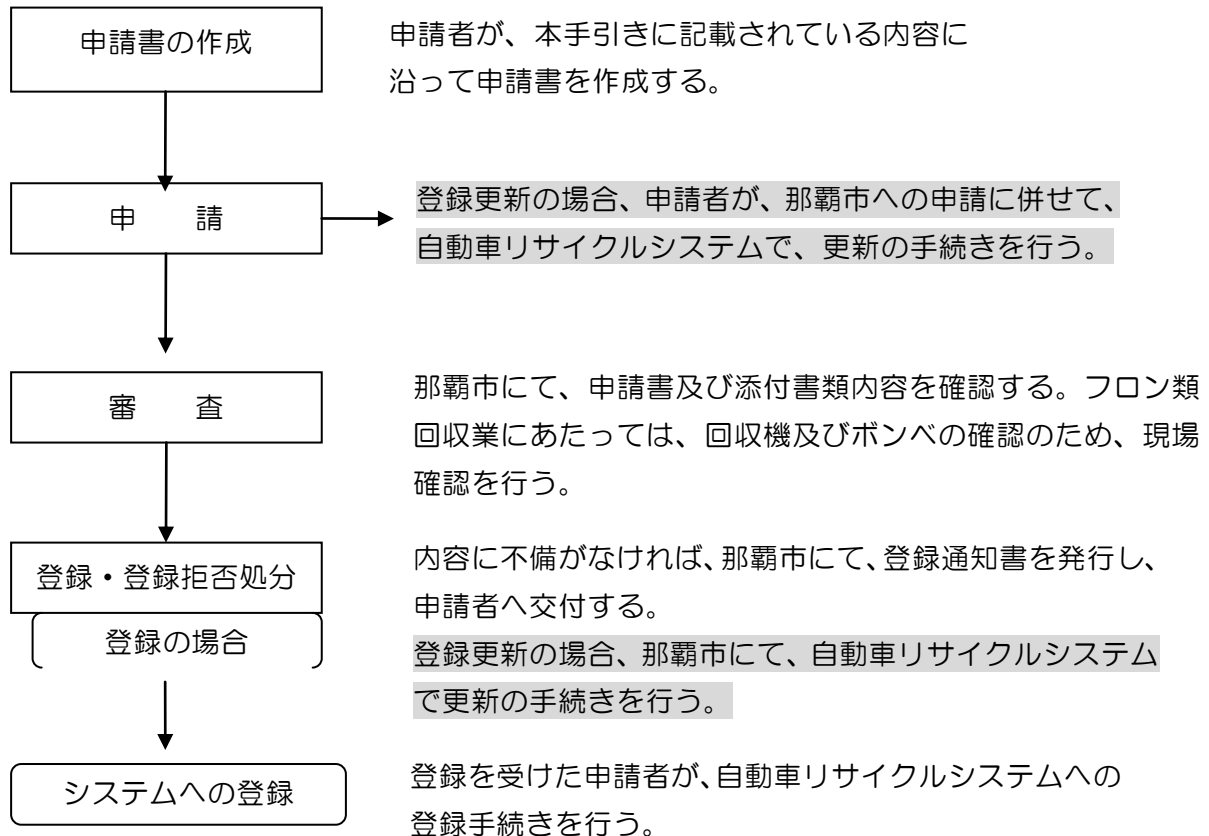 申請書の作成
申請者が、本手引きに記載されている内容に
沿って申請書を作成する。
申　　請
登録更新の場合、申請者が、那覇市への申請に併せて、
自動車リサイクルシステムで、更新の手続きを行う。
審　　査
那覇市にて、申請書及び添付書類内容を確認する。フロン類
回収業にあたっては、回収機及びボンベの確認のため、現場
確認を行う。
登録・登録拒否処分
登録の場合
内容に不備がなければ、那覇市にて、登録通知書を発行し、
申請者へ交付する。
登録更新の場合、那覇市にて、自動車リサイクルシステム
で更新の手続きを行う。
システムへの登録
登録を受けた申請者が、自動車リサイクルシステムへの
登録手続きを行う。